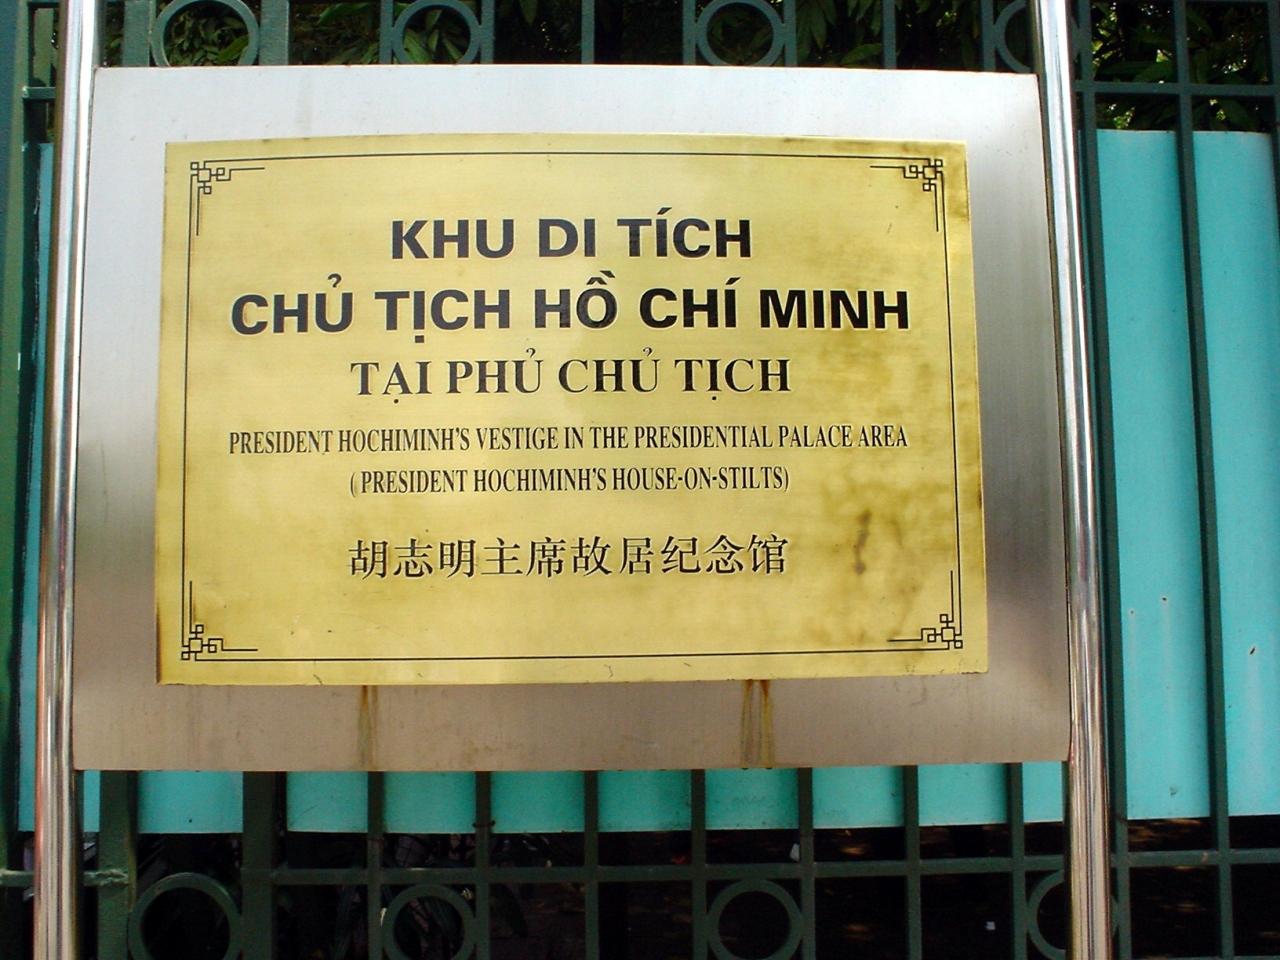 KHU DI TÍCH
CHỦ TỊCH HỒ CHÍ MINH
TẠI PHỦ CHỦ TỊCH
PRESIDENT HOCHIMINH'S VESTIGE IN THE PRESIDENTIAL PALACE AREA
(PRESIDENT HOCHIMINH'S HOUSE-ON-STILTS)
胡志明主席故居纪念馆